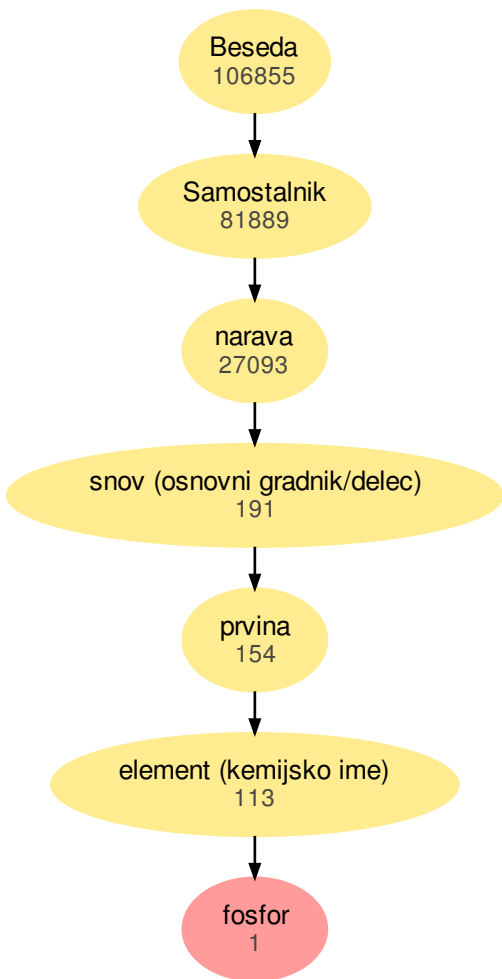 Beseda
106855
Samostalnik
81889
narava
27093
snov (osnovni gradnik/delec)
191
prvina
154
element (kemijsko ime)
113
fosfor
1